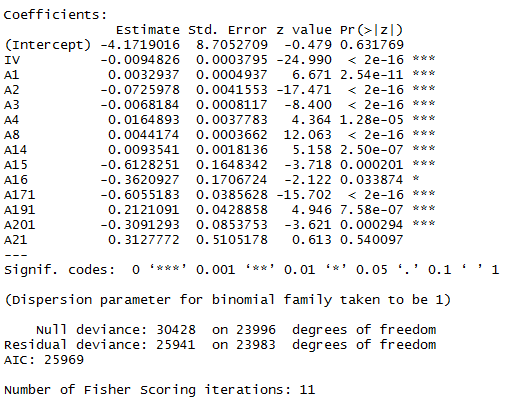 Coefficients:
              Estimate Std. Error z value Pr(>|z|)
(Intercept) -4.1719016  8.7052709  -0.479 0.631769
IV          -0.0094826  0.0003795 -24.990  < 2e-16 ***
A1           0.0032937  0.0004937   6.671 2.54e-11 ***
A2          -0.0725978  0.0041553 -17.471  < 2e-16 ***
A3          -0.0068184  0.0008117  -8.400  < 2e-16 ***
A4           0.0164893  0.0037783   4.364 1.28e-05 ***
A8           0.0044174  0.0003662  12.063  < 2e-16 ***
A14          0.0093541  0.0018136   5.158 2.50e-07 ***
A15         -0.6128251  0.1648342  -3.718 0.000201 ***
A16         -0.3620927  0.1706724  -2.122 0.033874 *
A171        -0.6055183  0.0385628 -15.702  < 2e-16 ***
A191         0.2121091  0.0428858   4.946 7.58e-07 ***
A201        -0.3091293  0.0853753  -3.621 0.000294 ***
A21          0.3127772  0.5105178   0.613 0.540097
---
Signif. codes:  0 ‘***’ 0.001 ‘**’ 0.01 ‘*’ 0.05 ‘.’ 0.1 ‘ ’ 1
(Dispersion parameter for binomial family taken to be 1)
    Null deviance: 30428  on 23996  degrees of freedom
Residual deviance: 25941  on 23983  degrees of freedom
AIC: 25969
Number of Fisher Scoring iterations: 11